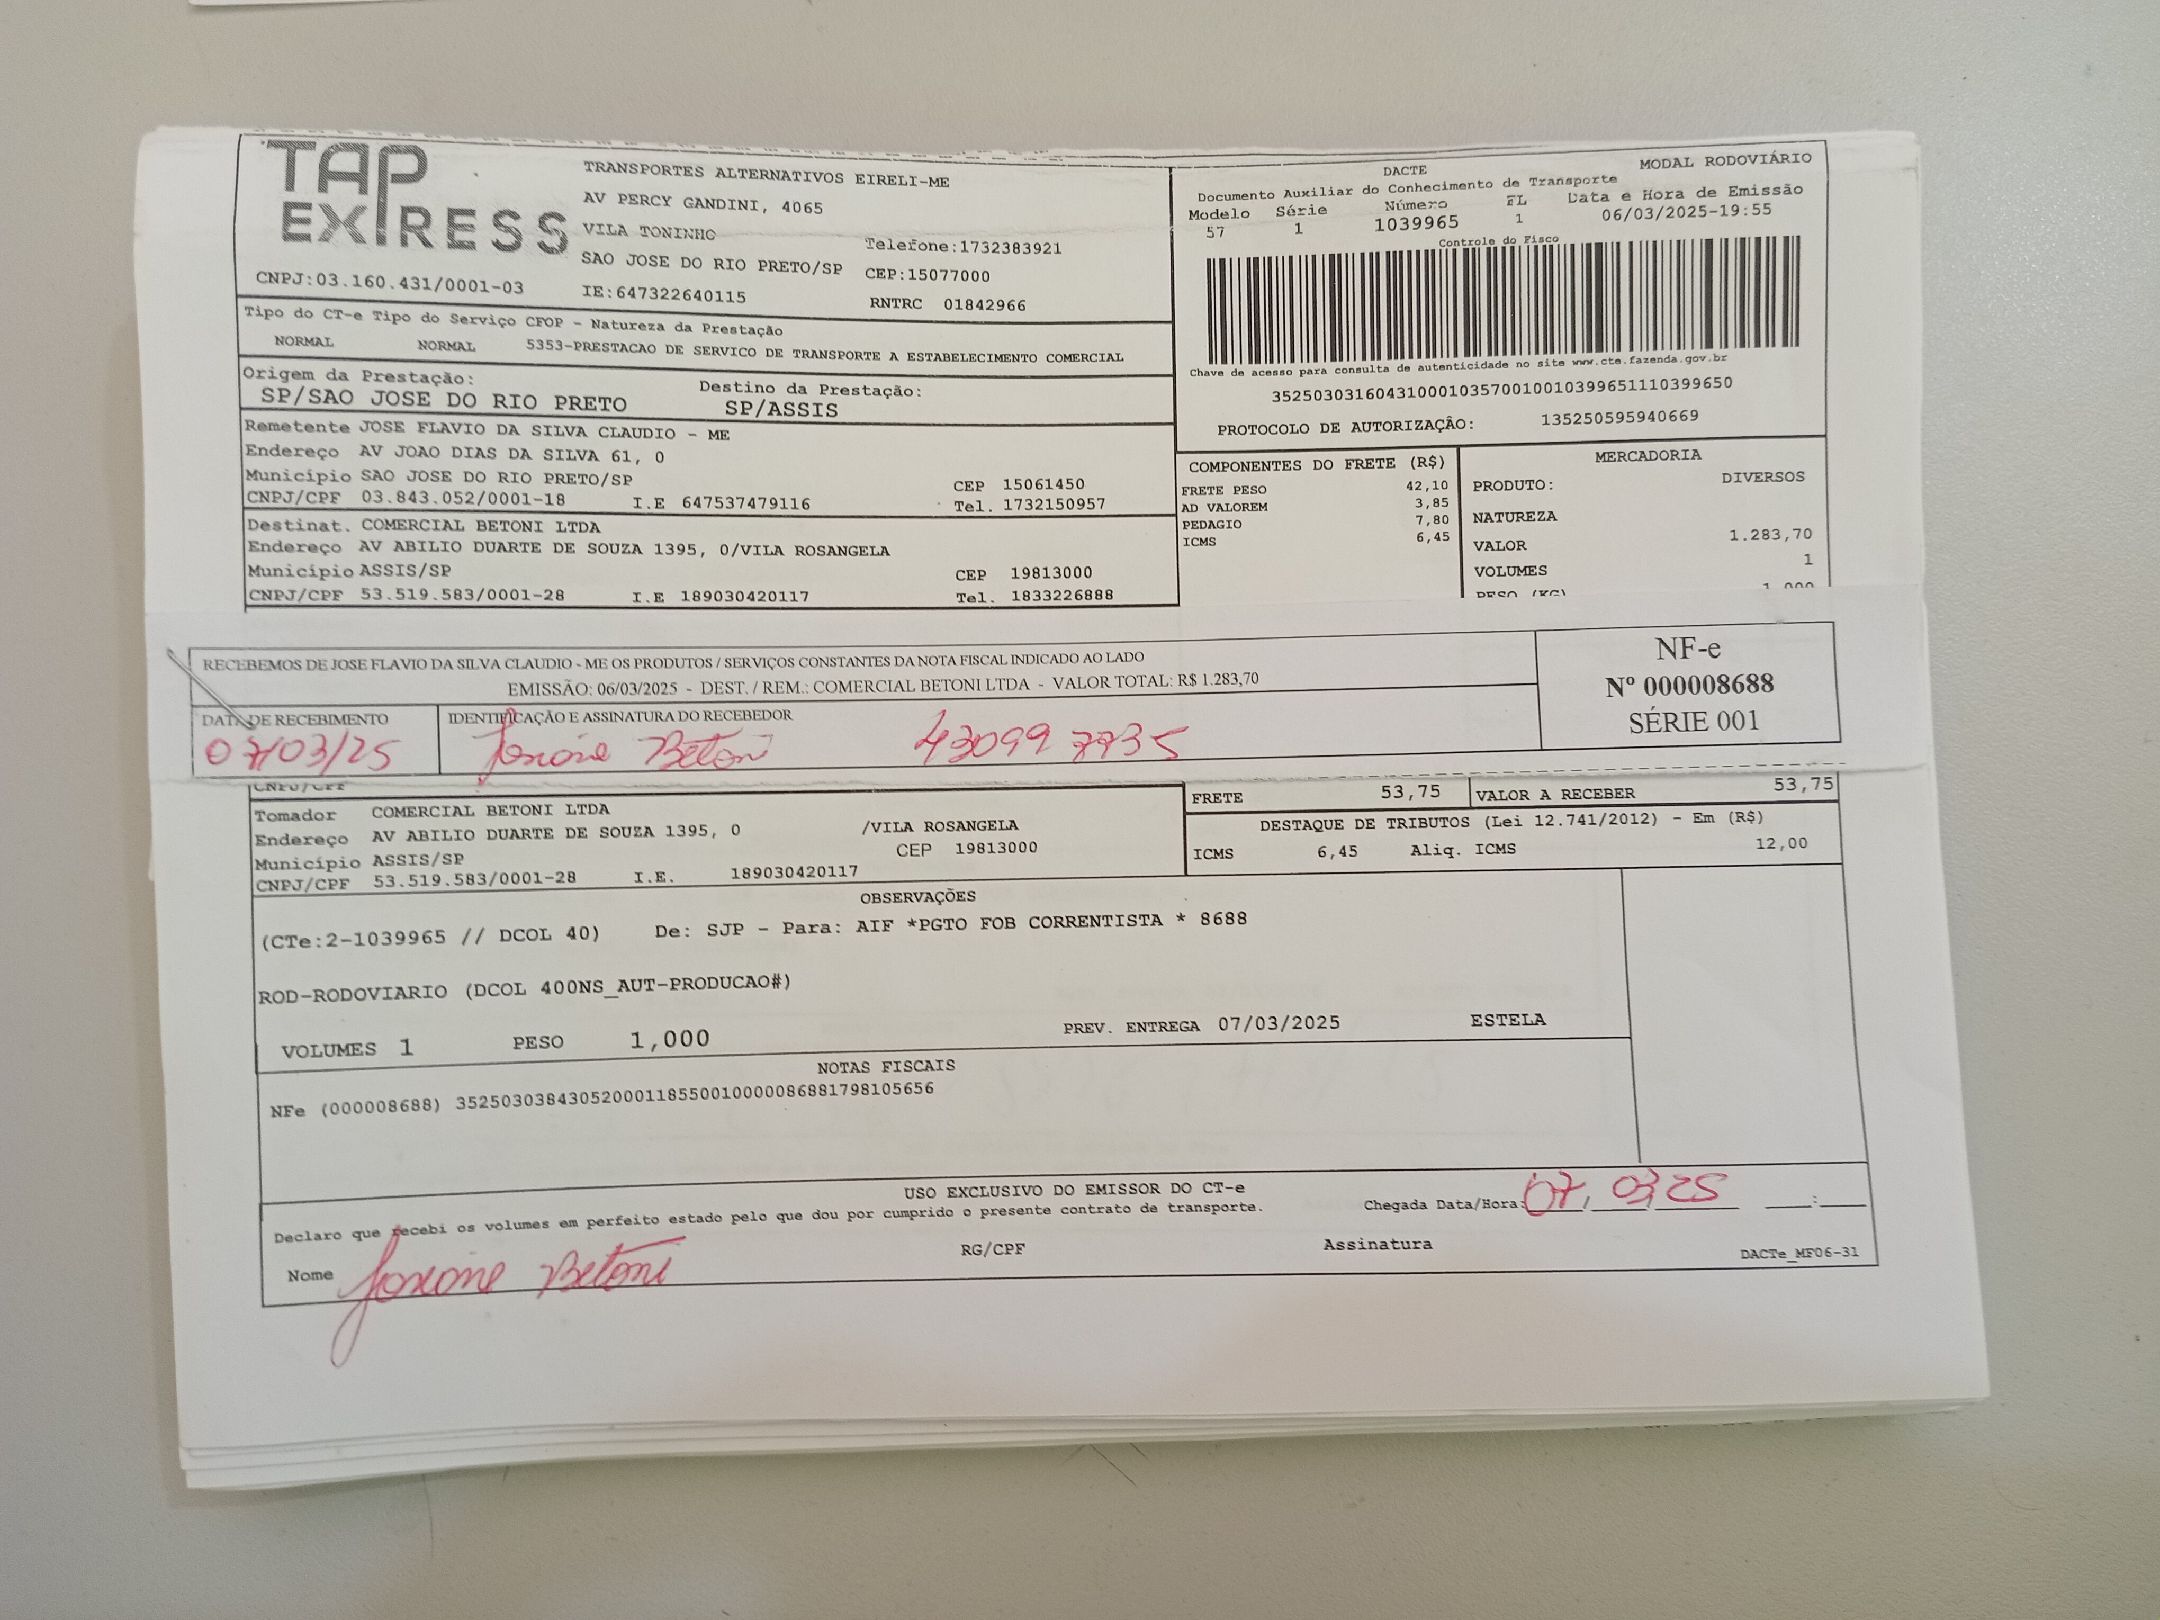 TAP
EXPRESS
TRANSPORTES ALTERNATIVOS EIRELI-ME
AV PERCY GANDINI, 4065
VILA TONINHO
Telefone:1732383921
SAO JOSE DO RIO PRETO/SP CEP:15077000
CNPJ:03.160.431/0001-03 IE:647322640115 RNTRC 01842966
DACTE MODAL RODOVIÁRIO
Documento Auxiliar do Conhecimento de Transporte
Modelo Série Número FL Data e Hora de Emissão
57 1 1039965 1 06/03/2025-19:55
Controle do Fisco
Chave de acesso para consulta de autenticidade no site www.cte.fazenda.gov.br
35250303160431000103570010010399651110399650
PROTOCOLO DE AUTORIZAÇÃO: 135250595940669
Tipo do CT-e Tipo do Serviço CFOP - Natureza da Prestação
NORMAL NORMAL 5353-PRESTACAO DE SERVICO DE TRANSPORTE A ESTABELECIMENTO COMERCIAL
Origem da Prestação: Destino da Prestação:
SP/SAO JOSE DO RIO PRETO SP/ASSIS
Remetente JOSE FLAVIO DA SILVA CLAUDIO - ME
Endereço AV JOAO DIAS DA SILVA 61, 0
Município SAO JOSE DO RIO PRETO/SP CEP 15061450
CNPJ/CPF 03.843.052/0001-18 I.E 647537479116 Tel. 1732150957
Destinat. COMERCIAL BETONI LTDA
Endereço AV ABILIO DUARTE DE SOUZA 1395, 0/VILA ROSANGELA
Município ASSIS/SP CEP 19813000
CNPJ/CPF 53.519.583/0001-28 I.E 189030420117 Tel. 1833226888
COMPONENTES DO FRETE (R$)
FRETE PESO 42,10
AD VALOREM 3,85
PEDAGIO 7,80
ICMS 6,45
MERCADORIA
PRODUTO: DIVERSOS
NATUREZA
VALOR 1.283,70
VOLUMES 1
PESO (KG) 1,000
RECEBEMOS DE JOSE FLAVIO DA SILVA CLAUDIO - ME OS PRODUTOS / SERVIÇOS CONSTANTES DA NOTA FISCAL INDICADO AO LADO
EMISSÃO: 06/03/2025 - DEST. / REM.: COMERCIAL BETONI LTDA - VALOR TOTAL: R$ 1.283,70
NF-e
Nº 000008688
SÉRIE 001
DATA DE RECEBIMENTO IDENTIFICAÇÃO E ASSINATURA DO RECEBEDOR
07/03/25 Betoni 430997735
CNPJ/CPF
Tomador COMERCIAL BETONI LTDA
Endereço AV ABILIO DUARTE DE SOUZA 1395, 0 /VILA ROSANGELA
Município ASSIS/SP CEP 19813000
CNPJ/CPF 53.519.583/0001-28 I.E. 189030420117
FRETE 53,75 VALOR A RECEBER 53,75
DESTAQUE DE TRIBUTOS (Lei 12.741/2012) - Em (R$)
ICMS 6,45 Aliq. ICMS 12,00
OBSERVAÇÕES
(CTe:2-1039965 // DCOL 40) De: SJP - Para: AIF *PGTO FOB CORRENTISTA * 8688
ROD-RODOVIARIO (DCOL 400NS_AUT-PRODUCAO#)
VOLUMES 1 PESO 1,000 PREV. ENTREGA 07/03/2025 ESTELA
NOTAS FISCAIS
NFe (000008688) 35250303843052000118550010000086881798105656
USO EXCLUSIVO DO EMISSOR DO CT-e
Declaro que recebi os volumes em perfeito estado pelo que dou por cumprido o presente contrato de transporte.
Chegada Data/Hora: 07/03/25 :
Nome Betoni RG/CPF Assinatura DACTe_MF06-31